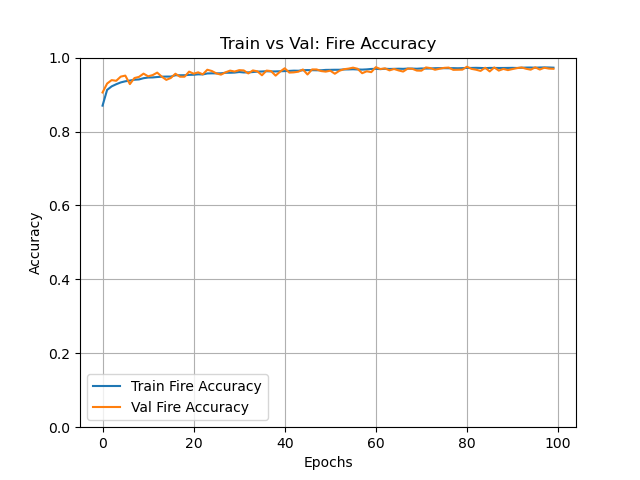 Train vs Val: Fire Accuracy
1.0
0.8
0.6
0.4
0.2
0.0
Accuracy
Train Fire Accuracy
Val Fire Accuracy
0 20 40 60 80 100
Epochs